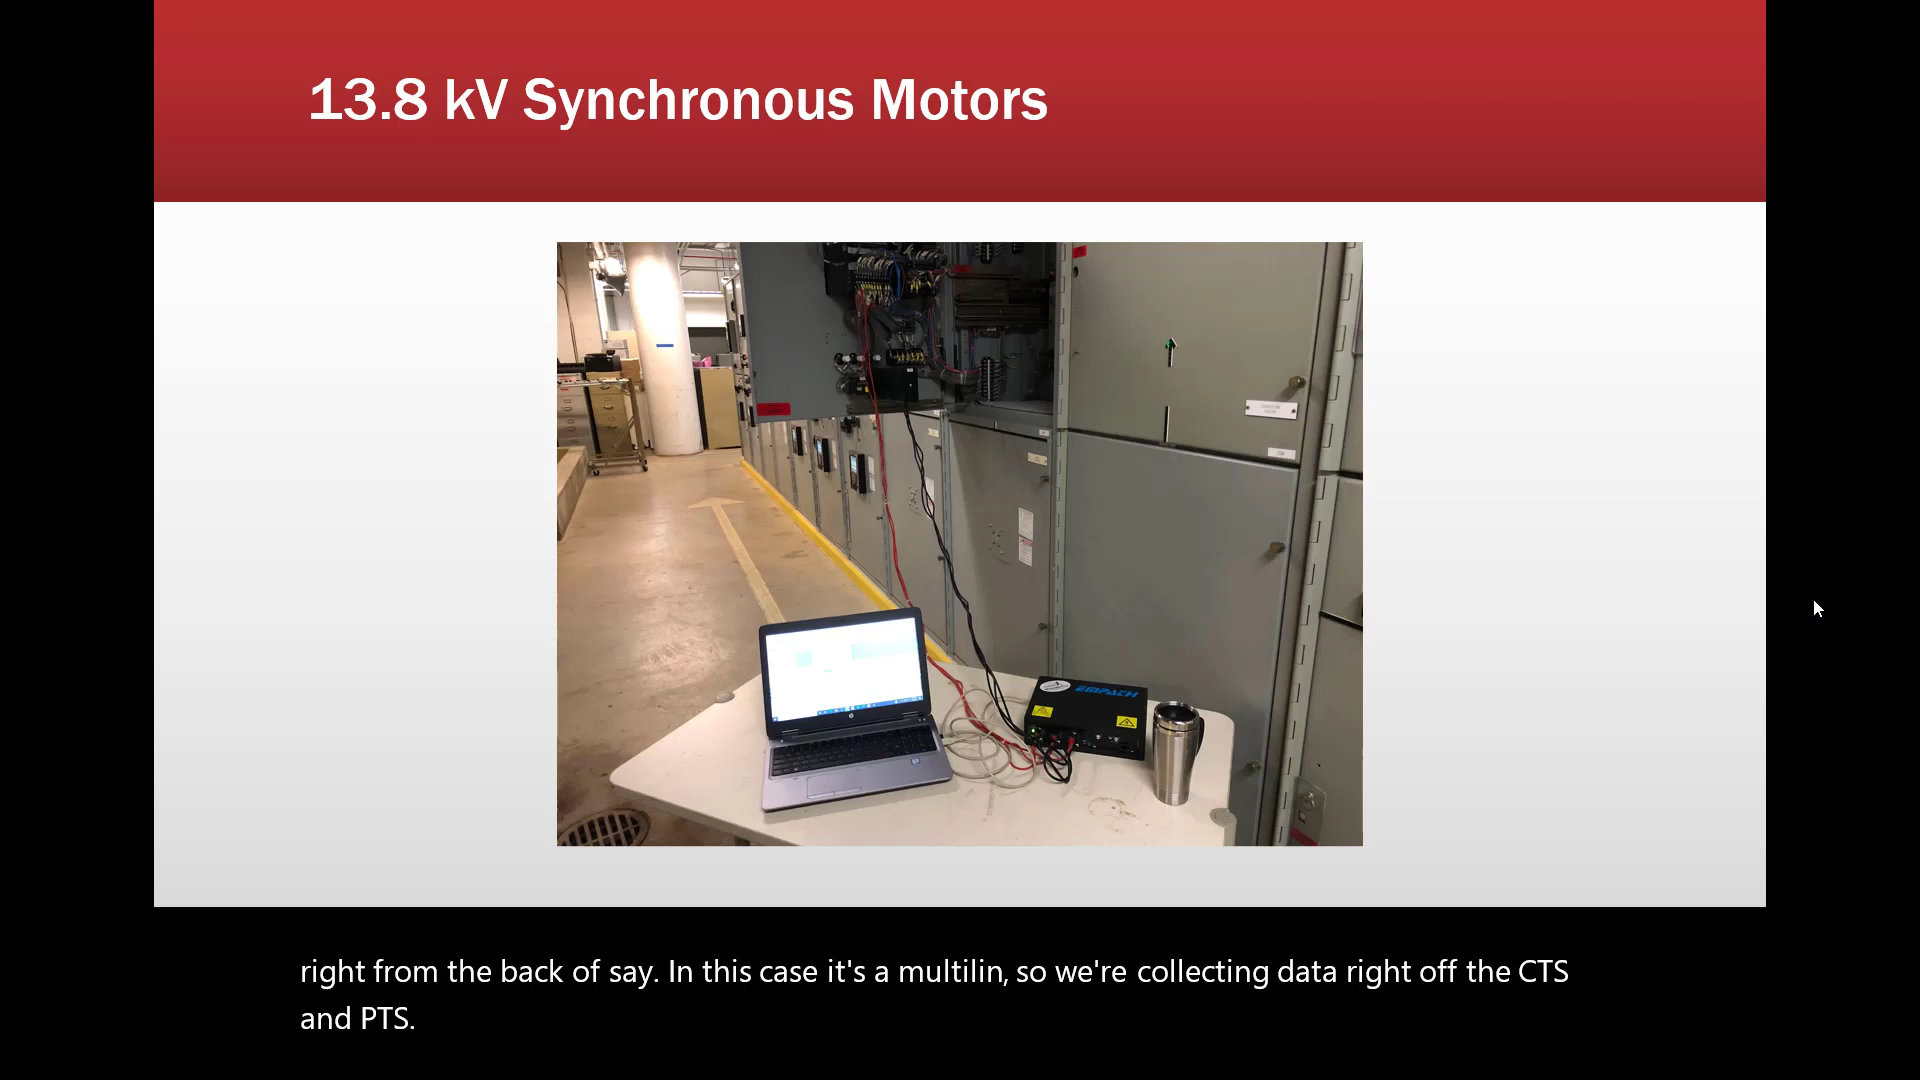 13.8 kV Synchronous Motors
EMPATH
right from the back of say. In this case it's a multilin, so we're collecting data right off the CTS
and PTS.